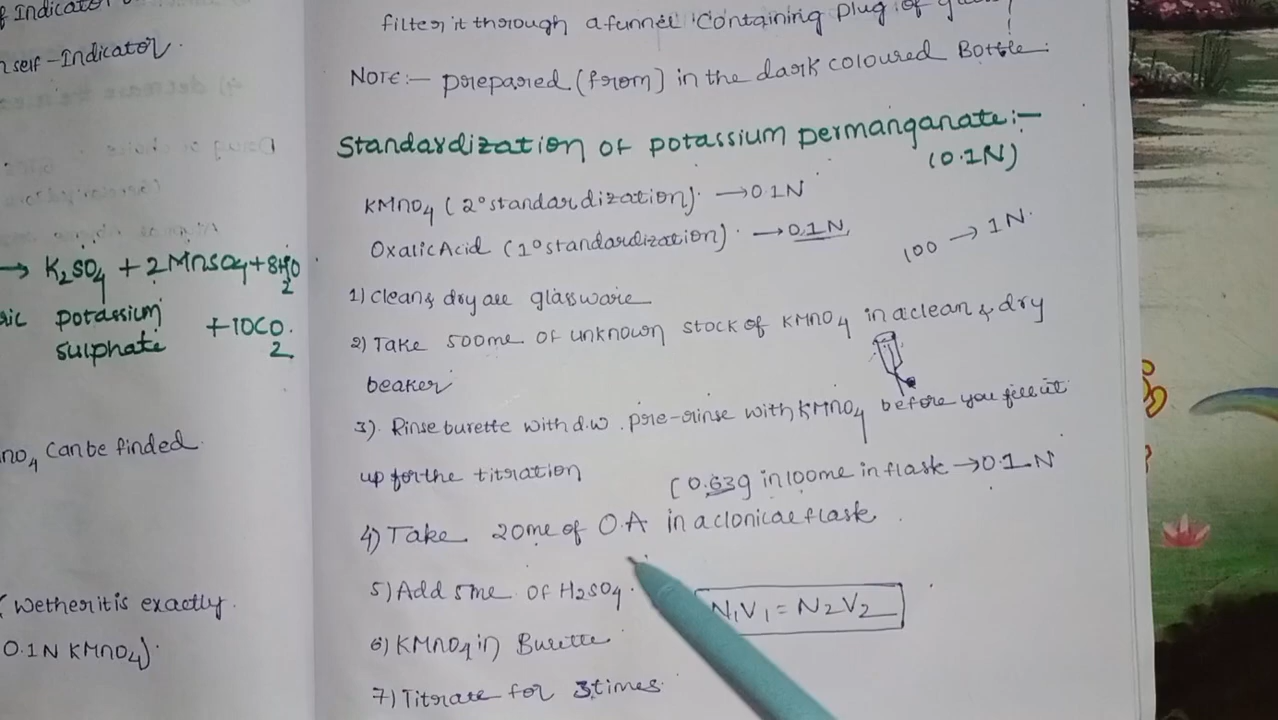 f Indicator
n self-Indicator.
→ K2SO4 + 2MnSO4 + 8H2O
ric potassium
sulphate +10CO2.
no4 Can be finded.
( Wether it is exactly.
0.1N KMnO4).
filter it through a funnel Containing plug of
NOTE:- prepared (from) in the dark coloured Bottle:
Standardization of potassium permanganate:-
(0.1N)
KMnO4 (2° standardization). → 0.1N
Oxalic Acid (1° standardization). → 0.1N,
100 → 1N.
1) Clean & dry all glassware
2) Take 500ml of unknown stock of KMnO4 in a clean & dry
beaker
3). Rinse burette with d.w. pre-rinse with KMnO4 before you fill it
up for the titration
[0.63g in 100ml in flask → 0.1N
4) Take 20ml of O.A in a clonical flask.
5) Add 5ml of H2SO4.
N1V1 = N2V2
6) KMnO4 in Burette
7) Titrate for 3 times.